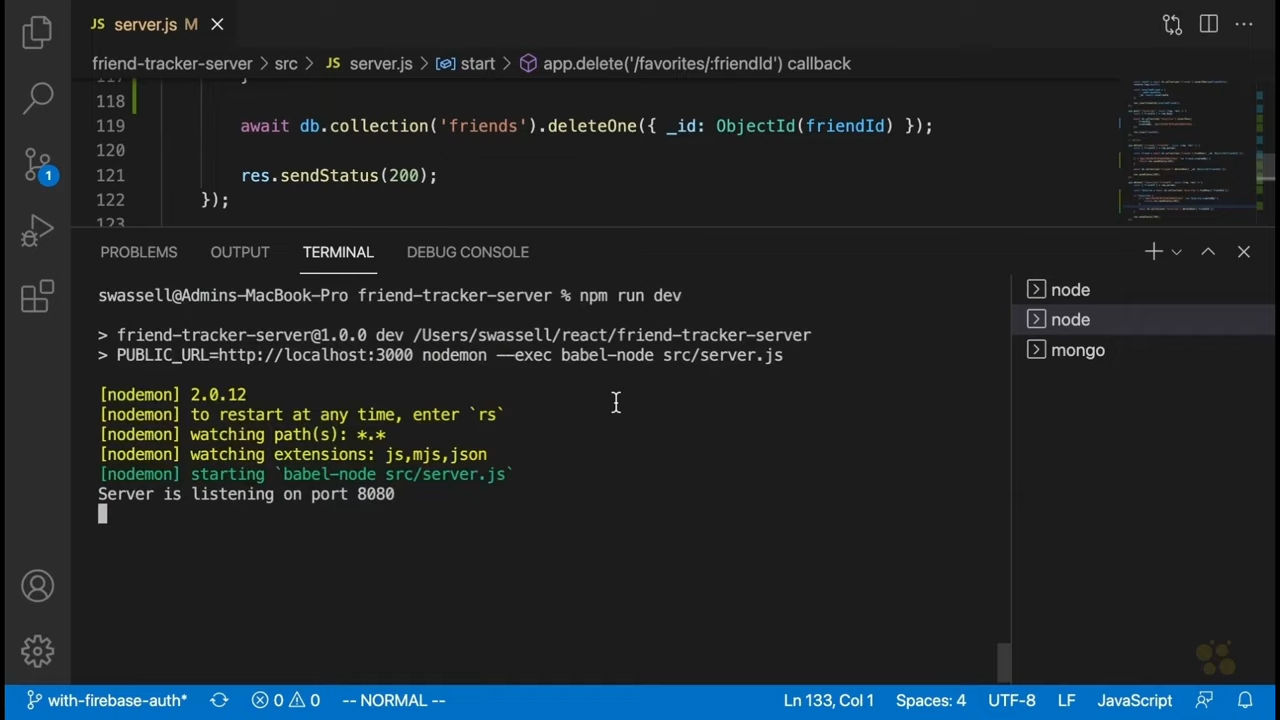 JS server.js M
friend-tracker-server > src > JS server.js > start > app.delete('/favorites/:friendId') callback
118
119 await db.collection('friends').deleteOne({ _id: ObjectId(friendId) });
120
121 res.sendStatus(200);
122 });
123
PROBLEMS OUTPUT TERMINAL DEBUG CONSOLE
swassell@Admins-MacBook-Pro friend-tracker-server % npm run dev
> friend-tracker-server@1.0.0 dev /Users/swassell/react/friend-tracker-server
> PUBLIC_URL=http://localhost:3000 nodemon --exec babel-node src/server.js
[nodemon] 2.0.12
[nodemon] to restart at any time, enter `rs`
[nodemon] watching path(s): *.*
[nodemon] watching extensions: js,mjs,json
[nodemon] starting `babel-node src/server.js`
Server is listening on port 8080
node
node
mongo
1
with-firebase-auth* 0 0 -- NORMAL -- Ln 133, Col 1 Spaces: 4 UTF-8 LF JavaScript